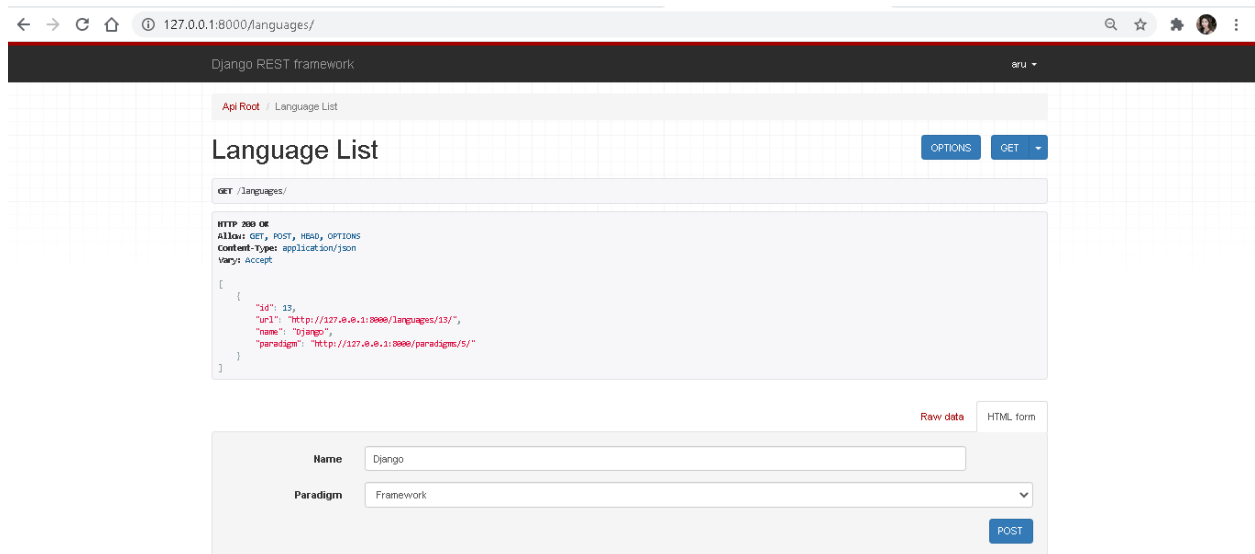 127.0.0.1:8000/languages/
Django REST framework
aru
Api Root / Language List
Language List
OPTIONS
GET
GET /languages/
HTTP 200 OK
Allow: GET, POST, HEAD, OPTIONS
Content-Type: application/json
Vary: Accept
[
{
"id": 13,
"url": "http://127.0.0.1:8000/languages/13/",
"name": "Django",
"paradigm": "http://127.0.0.1:8000/paradigms/5/"
}
]
Raw data
HTML form
Name
Django
Paradigm
Framework
POST